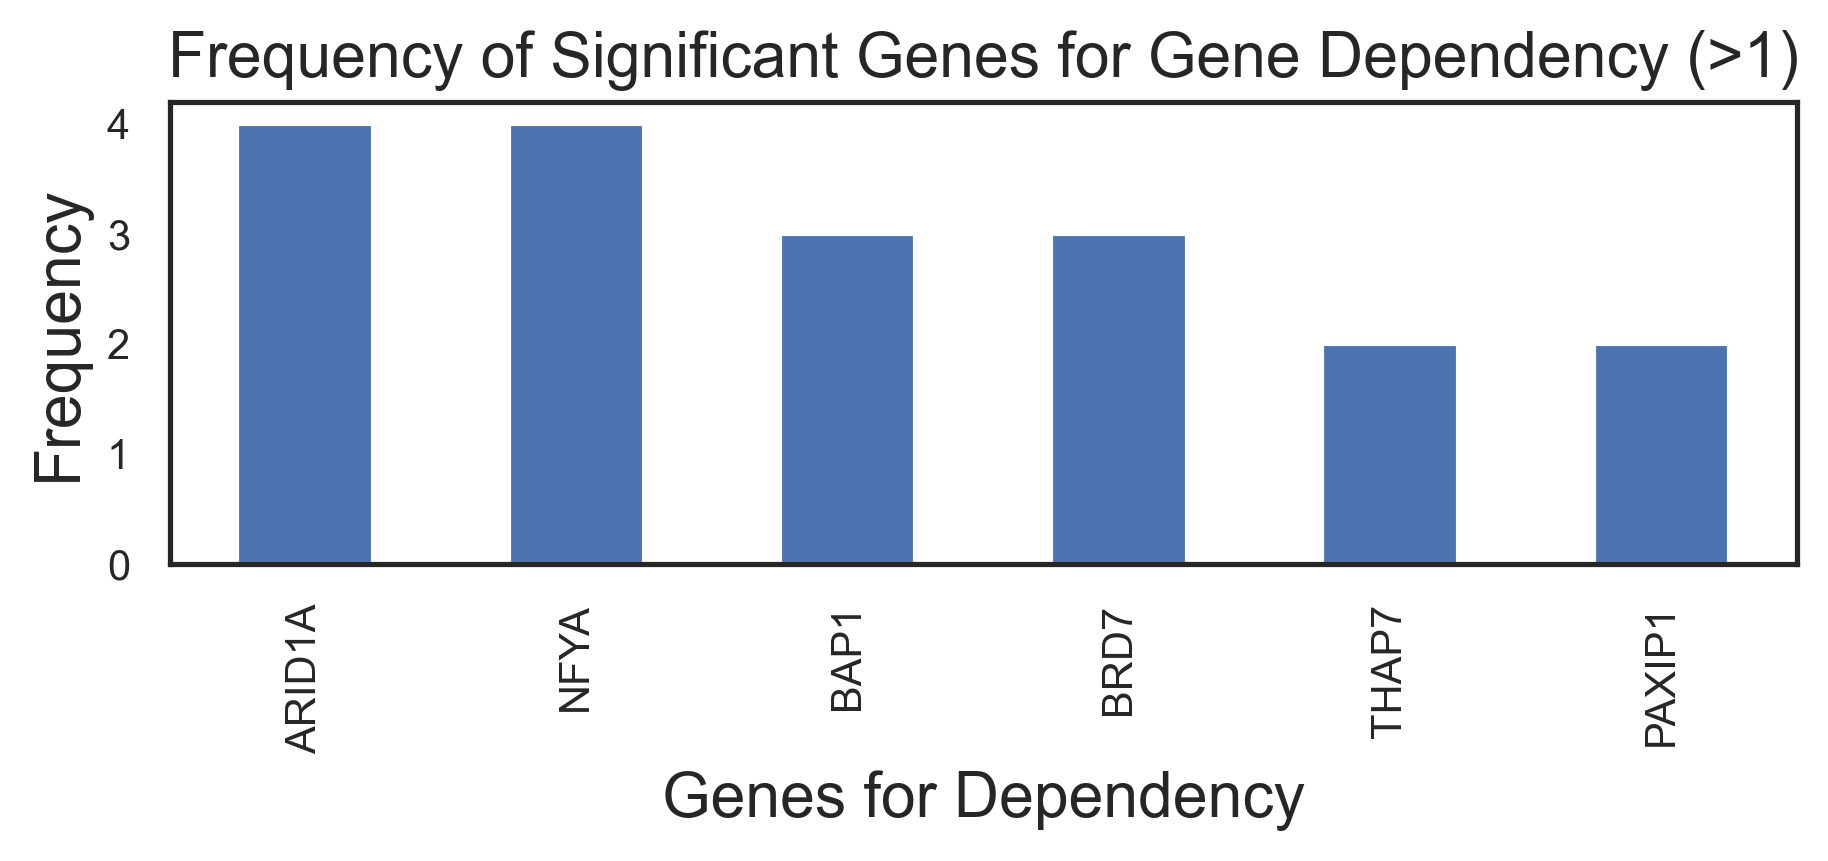 Frequency of Significant Genes for Gene Dependency (>1)
Frequency
4
3
2
1
0
ARID1A
NFYA
BAP1
BRD7
THAP7
PAXIP1
Genes for Dependency